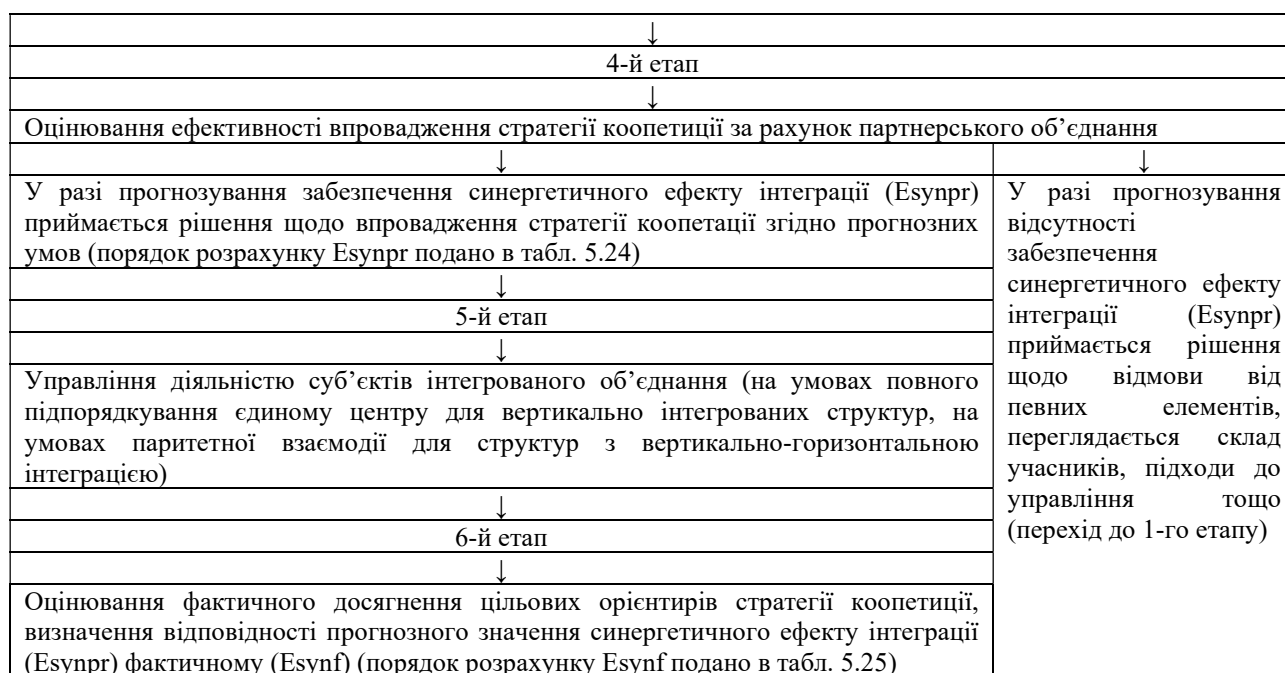 ↓
4-й етап
↓
Оцінювання ефективності впровадження стратегії коопетиції за рахунок партнерського об’єднання
↓
У разі прогнозування забезпечення синергетичного ефекту інтеграції (Esynpr)
приймається рішення щодо впровадження стратегії коопетації згідно прогнозних
умов (порядок розрахунку Esynpr подано в табл. 5.24)
↓
5-й етап
↓
Управління діяльністю суб’єктів інтегрованого об’єднання (на умовах повного
підпорядкування єдиному центру для вертикально інтегрованих структур, на
умовах паритетної взаємодії для структур з вертикально-горизонтальною
інтеграцією)
↓
6-й етап
↓
Оцінювання фактичного досягнення цільових орієнтирів стратегії коопетиції,
визначення відповідності прогнозного значення синергетичного ефекту інтеграції
(Esynpr) фактичному (Esynf) (порядок розрахунку Esynf подано в табл. 5.25)
↓
У разі прогнозування
відсутності
забезпечення
синергетичного ефекту
інтеграції (Esynpr)
приймається рішення
щодо відмови від
певних елементів,
переглядається склад
учасників, підходи до
управління тощо
(перехід до 1-го етапу)